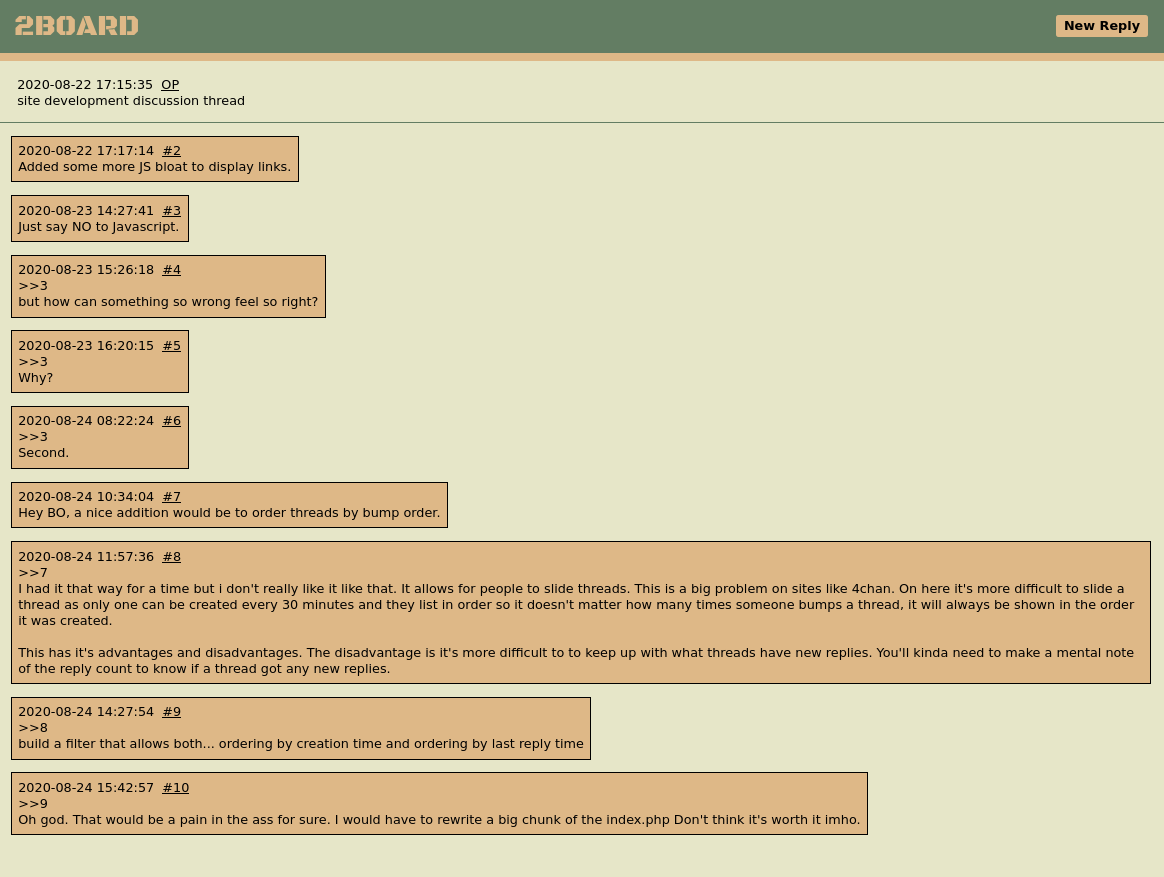 2BOARD
New Reply
2020-08-22 17:15:35 OP
site development discussion thread
2020-08-22 17:17:14 #2
Added some more JS bloat to display links.
2020-08-23 14:27:41 #3
Just say NO to Javascript.
2020-08-23 15:26:18 #4
>>3
but how can something so wrong feel so right?
2020-08-23 16:20:15 #5
>>3
Why?
2020-08-24 08:22:24 #6
>>3
Second.
2020-08-24 10:34:04 #7
Hey BO, a nice addition would be to order threads by bump order.
2020-08-24 11:57:36 #8
>>7
I had it that way for a time but i don't really like it like that. It allows for people to slide threads. This is a big problem on sites like 4chan. On here it's more difficult to slide a
thread as only one can be created every 30 minutes and they list in order so it doesn't matter how many times someone bumps a thread, it will always be shown in the order
it was created.
This has it's advantages and disadvantages. The disadvantage is it's more difficult to to keep up with what threads have new replies. You'll kinda need to make a mental note
of the reply count to know if a thread got any new replies.
2020-08-24 14:27:54 #9
>>8
build a filter that allows both... ordering by creation time and ordering by last reply time
2020-08-24 15:42:57 #10
>>9
Oh god. That would be a pain in the ass for sure. I would have to rewrite a big chunk of the index.php Don't think it's worth it imho.